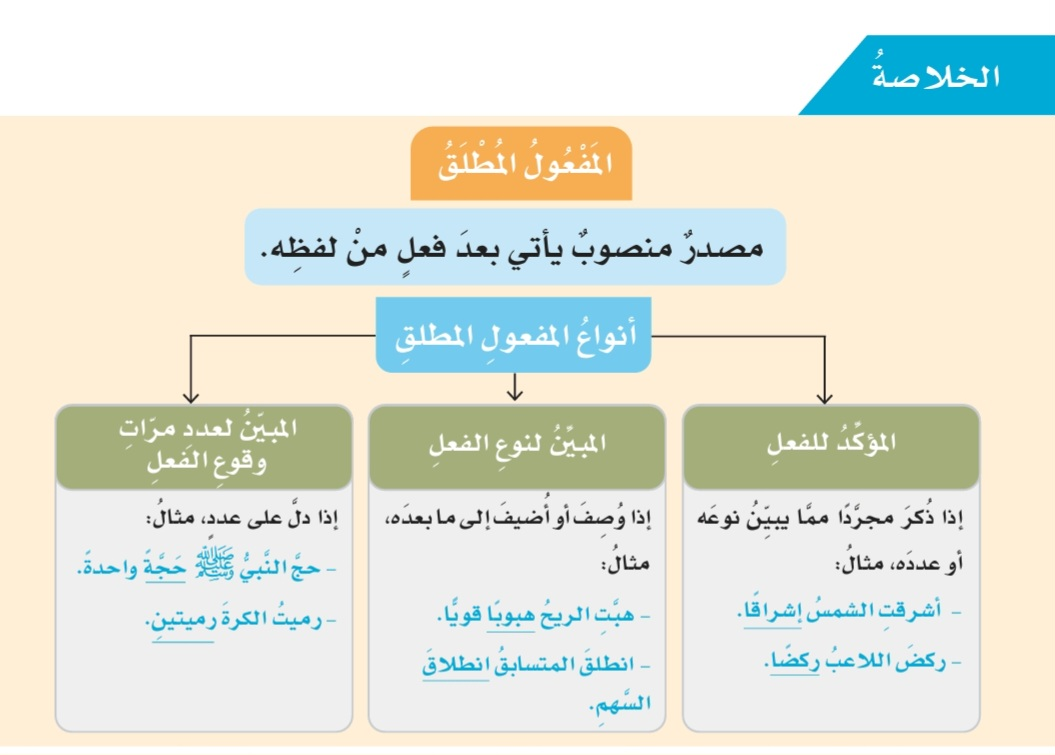 الخلاصةُ
المَفْعُولُ المُطْلَقُ
مصدرٌ منصوبٌ يأتي بعدَ فعلٍ منْ لفظِه.
أنواعُ المفعولِ المطلقِ
المؤكِّدُ للفعلِ
إذا ذُكرَ مجرَّدًا ممَّا يبيِّنُ نوعَه
أو عددَه، مثالُ:
- أشرقتِ الشمسُ إشراقًا.
- ركضَ اللاعبُ ركضًا.
المبيِّنُ لنوعِ الفعلِ
إذا وُصِفَ أو أُضيفَ إلى ما بعدَه،
مثالُ:
- هبَّتِ الريحُ هبوبًا قويًّا.
- انطلقَ المتسابقُ انطلاقَ
السَّهمِ.
المبيّنُ لعددِ مرّاتِ
وقوعِ الفعلِ
إذا دلَّ على عددٍ، مثالُ:
- حجَّ النَّبيُّ ﷺ حَجَّةً واحدةً.
- رميتُ الكرةَ رميتينِ.